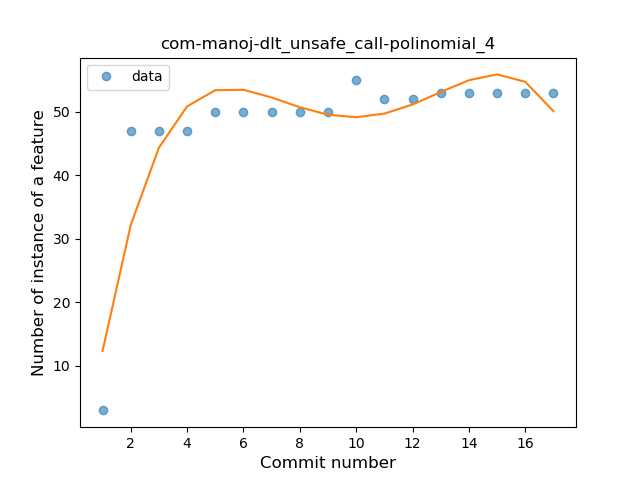 com-manoj-dlt_unsafe_call-polinomial_4
data
Number of instance of a feature
50
40
30
20
10
2 4 6 8 10 12 14 16
Commit number